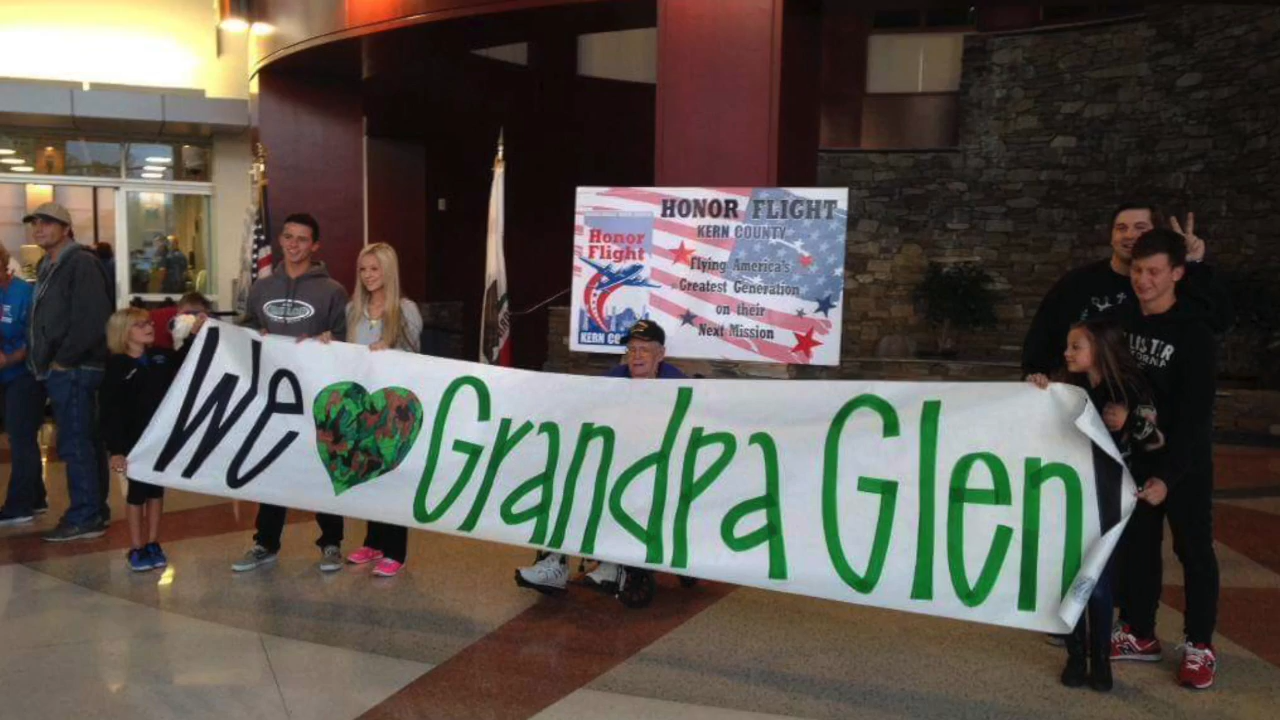 HONOR FLIGHT
KERN COUNTY
Honor
Flight
Flying America's
Greatest Generation
on their
Next Mission
KERN CO
We Grandpa Glen